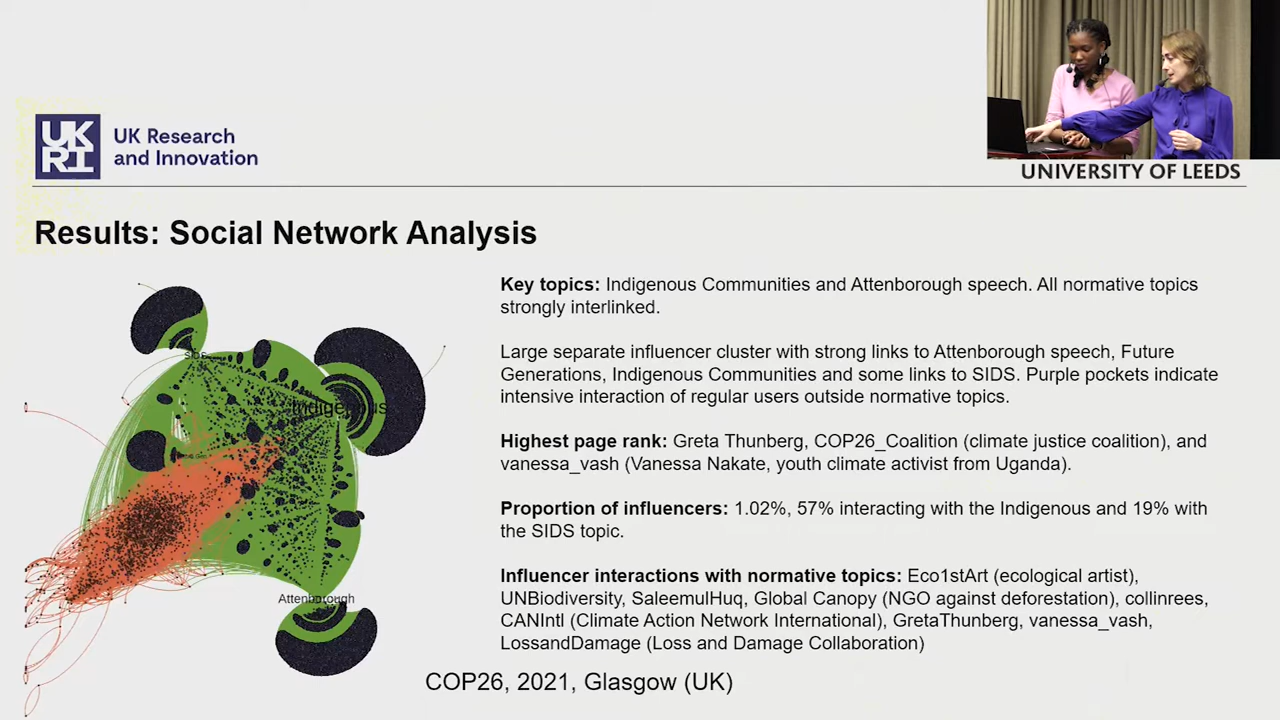 UK
RI
UK Research
and Innovation
UNIVERSITY OF LEEDS
Results: Social Network Analysis
Key topics: Indigenous Communities and Attenborough speech. All normative topics
strongly interlinked.
Large separate influencer cluster with strong links to Attenborough speech, Future
Generations, Indigenous Communities and some links to SIDS. Purple pockets indicate
intensive interaction of regular users outside normative topics.
Highest page rank: Greta Thunberg, COP26_Coalition (climate justice coalition), and
vanessa_vash (Vanessa Nakate, youth climate activist from Uganda).
Proportion of influencers: 1.02%, 57% interacting with the Indigenous and 19% with
the SIDS topic.
Influencer interactions with normative topics: Eco1stArt (ecological artist),
UNBiodiversity, SaleemulHuq, Global Canopy (NGO against deforestation), collinrees,
CANIntl (Climate Action Network International), GretaThunberg, vanessa_vash,
LossandDamage (Loss and Damage Collaboration)
SIDS
Indigenous
Attenborough
COP26, 2021, Glasgow (UK)